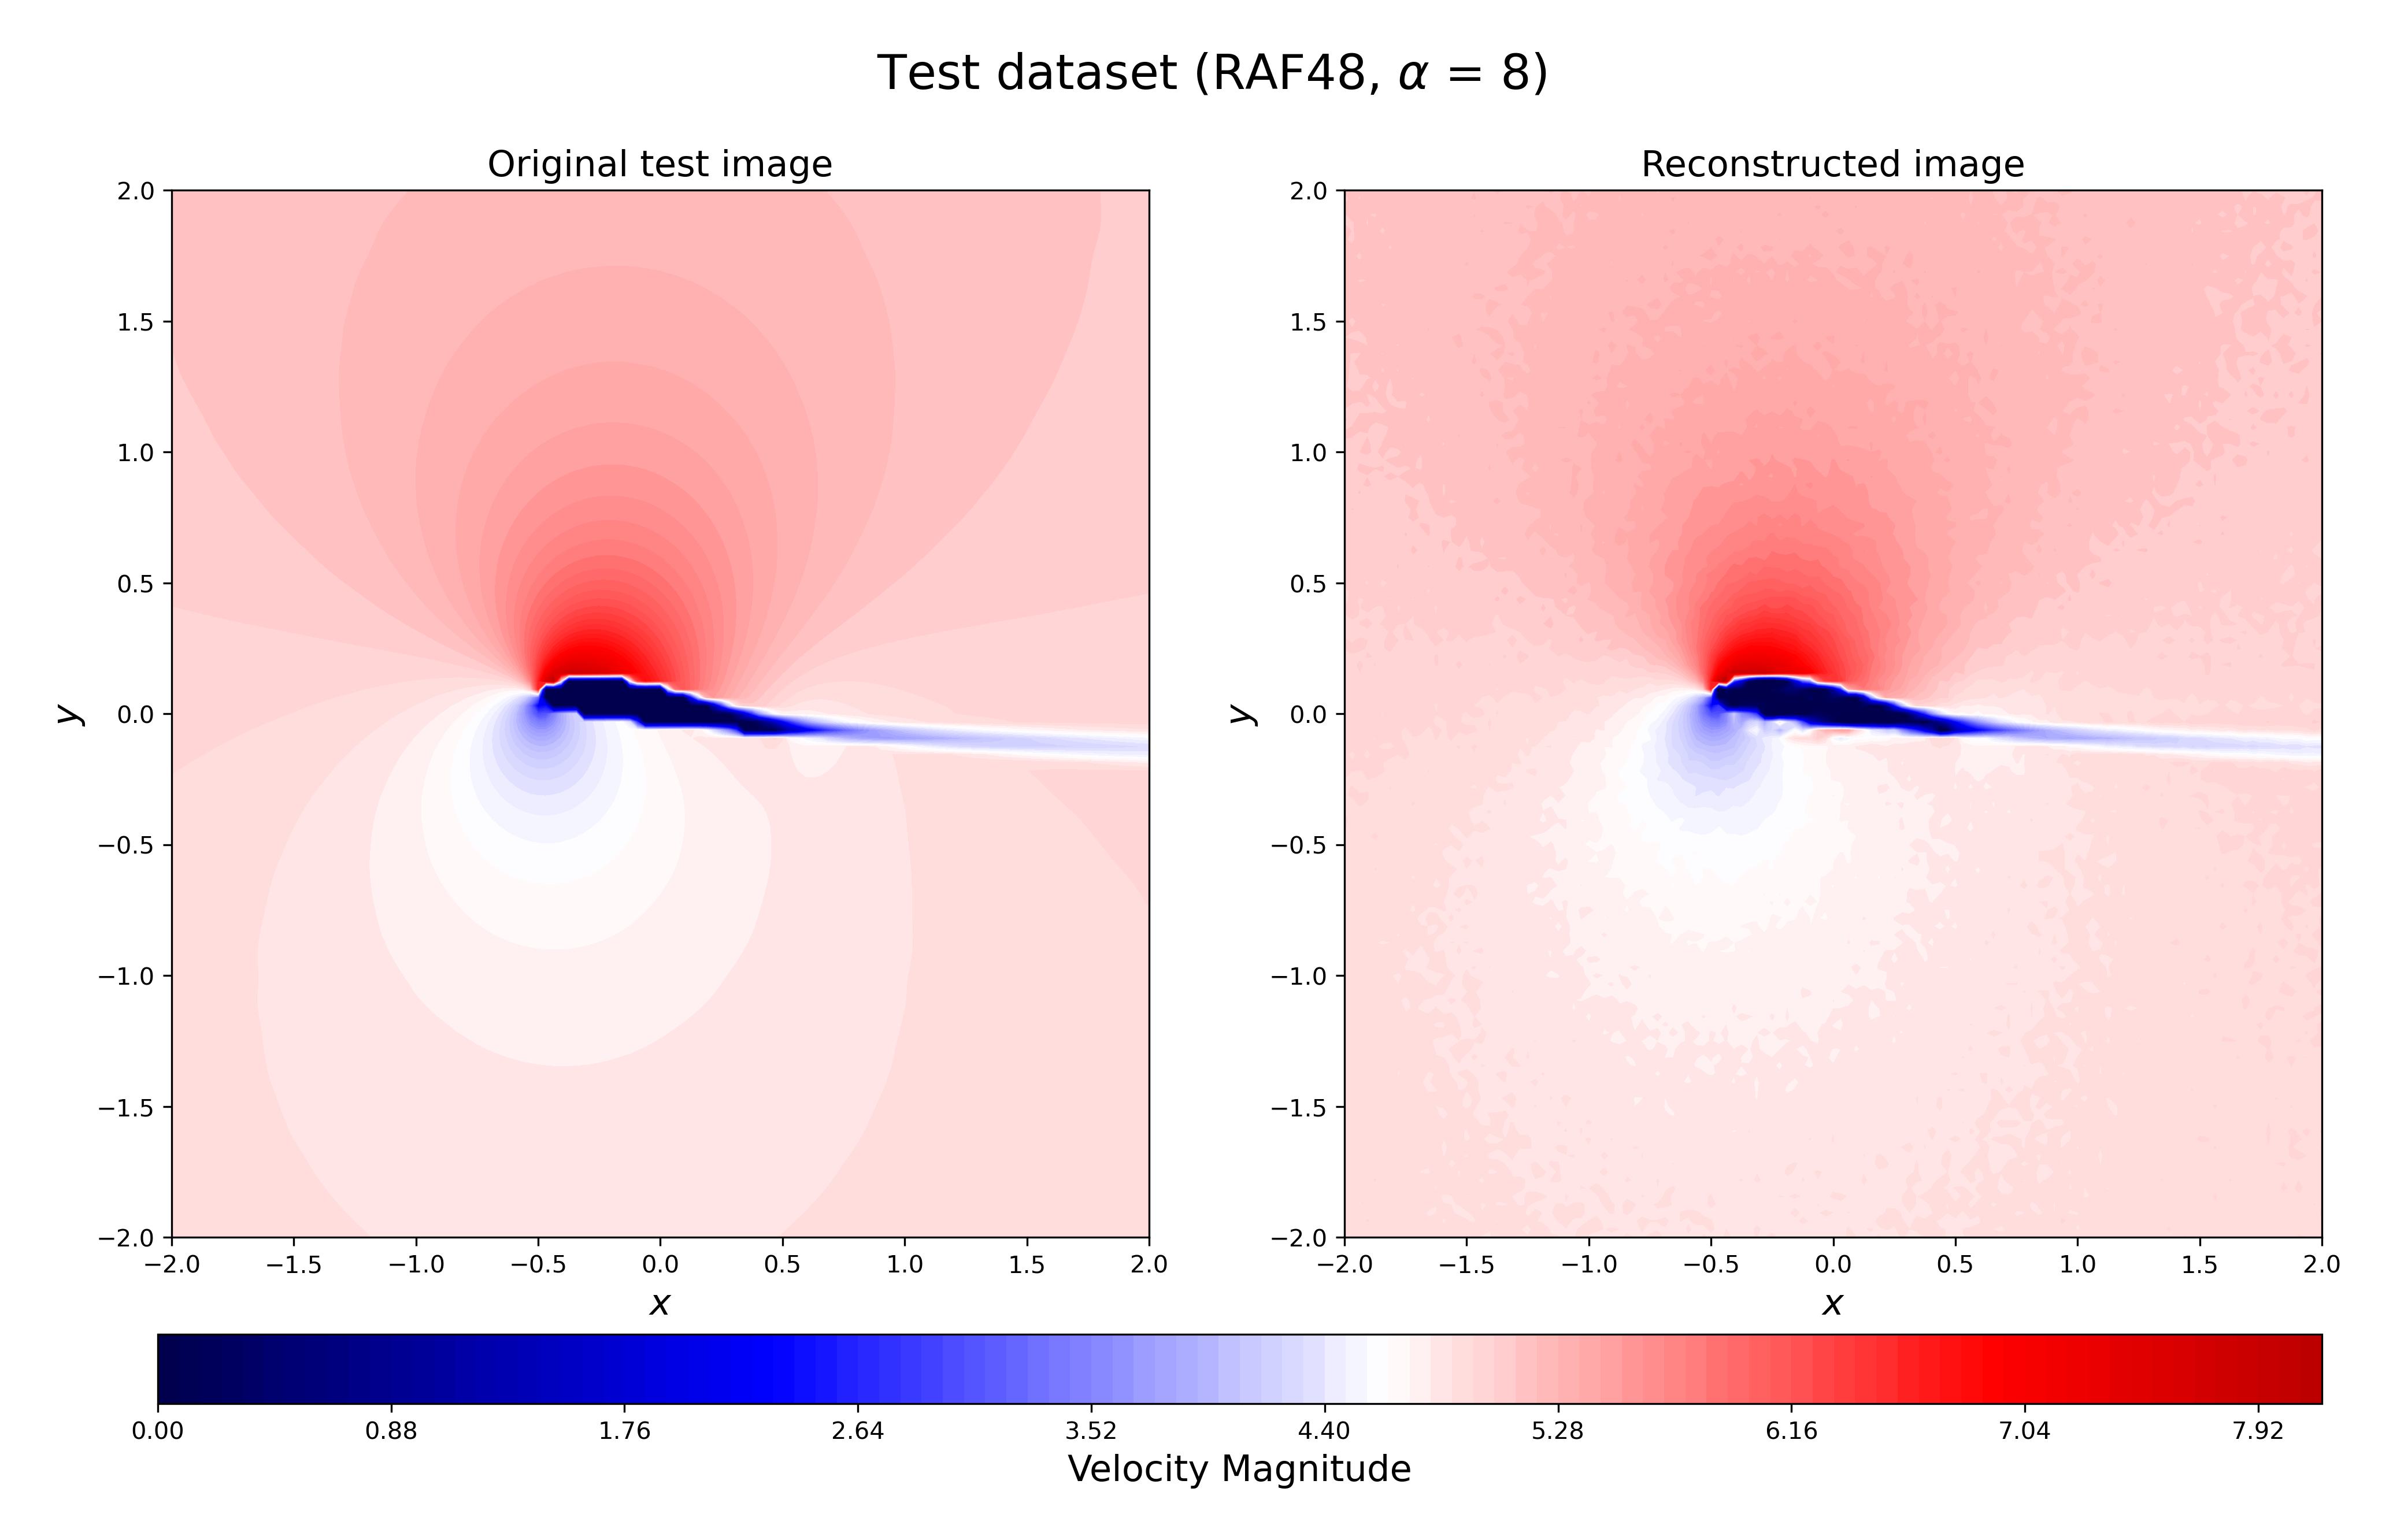 Test dataset (RAF48, α = 8)
Original test image
Reconstructed image
2.0
1.5
1.0
0.5
0.0
−0.5
−1.0
−1.5
−2.0
y
−2.0 −1.5 −1.0 −0.5 0.0 0.5 1.0 1.5 2.0
x
2.0
1.5
1.0
0.5
0.0
−0.5
−1.0
−1.5
−2.0
y
−2.0 −1.5 −1.0 −0.5 0.0 0.5 1.0 1.5 2.0
x
0.00 0.88 1.76 2.64 3.52 4.40 5.28 6.16 7.04 7.92
Velocity Magnitude